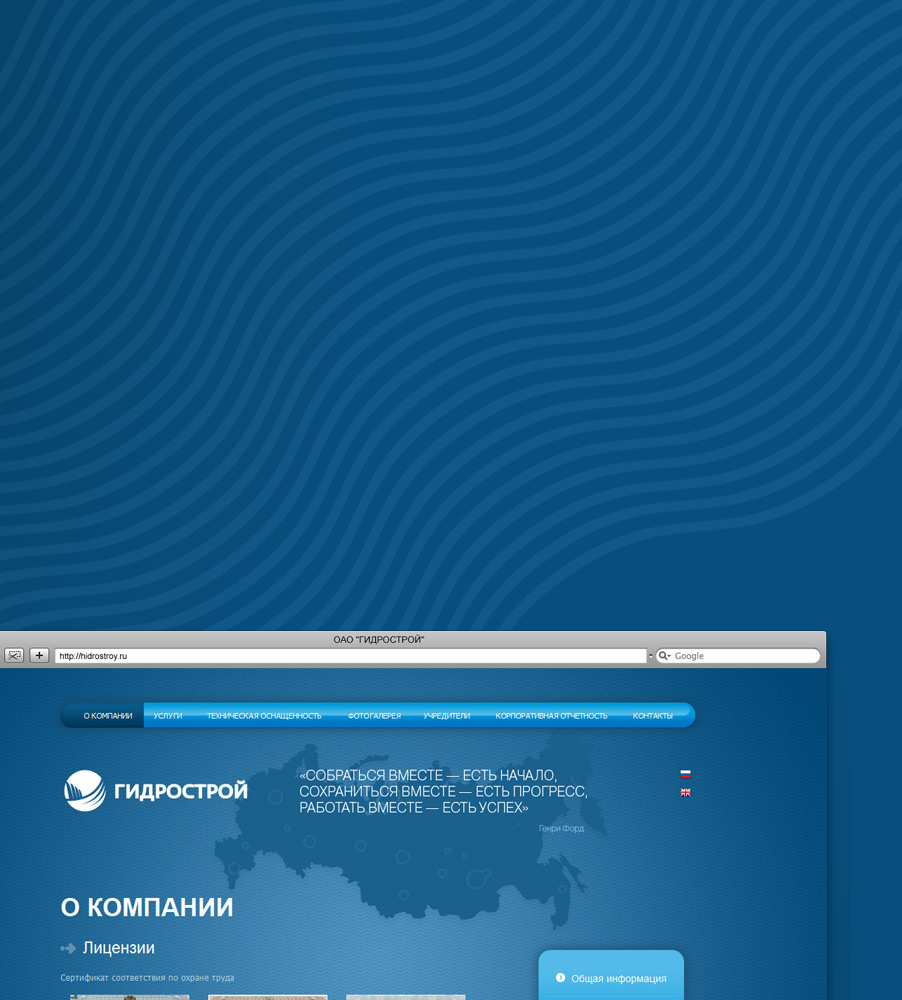 ОАО "ГИДРОСТРОЙ"
http://hidrostroy.ru
Google
О КОМПАНИИ
УСЛУГИ
ТЕХНИЧЕСКАЯ ОСНАЩЕННОСТЬ
ФОТОГАЛЕРЕЯ
УЧРЕДИТЕЛИ
КОРПОРАТИВНАЯ ОТЧЕТНОСТЬ
КОНТАКТЫ
ГИДРОСТРОЙ
«СОБРАТЬСЯ ВМЕСТЕ — ЕСТЬ НАЧАЛО,
СОХРАНИТЬСЯ ВМЕСТЕ — ЕСТЬ ПРОГРЕСС,
РАБОТАТЬ ВМЕСТЕ — ЕСТЬ УСПЕХ»
Генри Форд
О КОМПАНИИ
Лицензии
Сертификат соответствия по охране труда
Общая информация